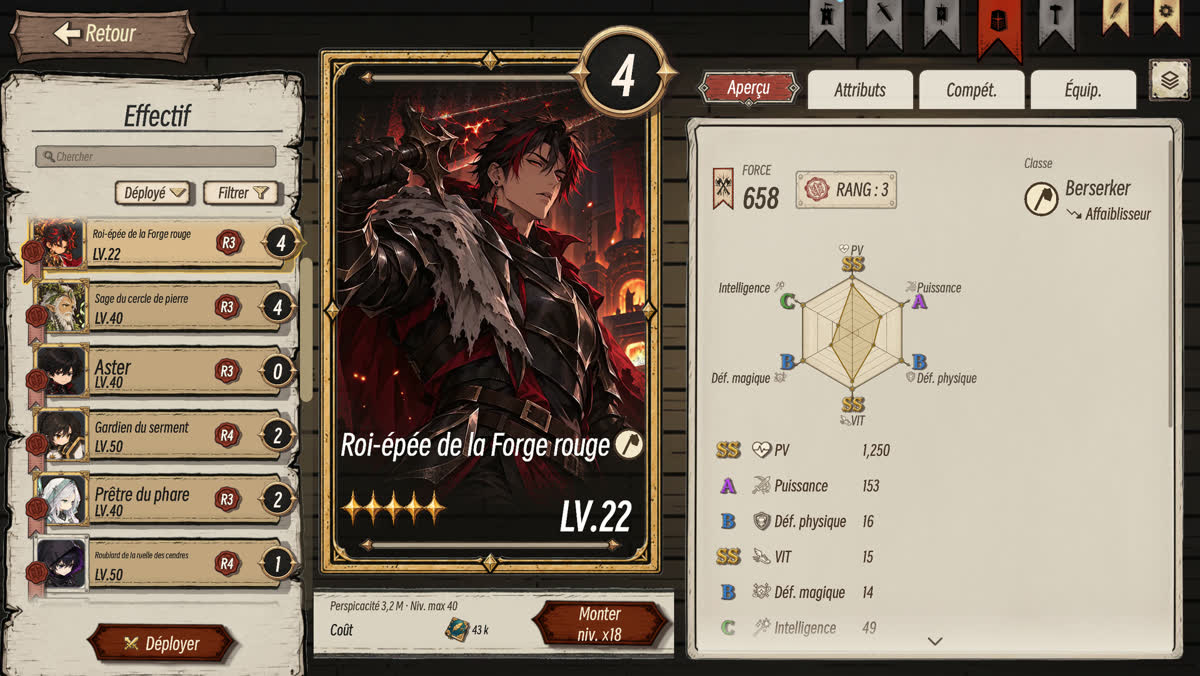 Retour
Effectif
Chercher
Déployé
Filtrer
Roi-épée de la Forge rouge
LV.22
R3
4
Sage du cercle de pierre
LV.40
R3
4
Aster
LV.40
R3
0
Gardien du serment
LV.50
R4
2
Prêtre du phare
LV.40
R3
2
Roublard de la ruelle des cendres
LV.50
R4
1
Déployer
4
Roi-épée de la Forge rouge
LV.22
Perspicacité 3,2 M · Niv. max 40
Coût
43 k
Monter
niv. x18
Aperçu
Attributs
Compét.
Équip.
FORCE
658
RANG : 3
Classe
Berserker
Affaiblisseur
PV
SS
Intelligence
C
Puissance
A
B
Déf. magique
B
Déf. physique
SS
VIT
SS PV 1,250
A Puissance 153
B Déf. physique 16
SS VIT 15
B Déf. magique 14
C Intelligence 49